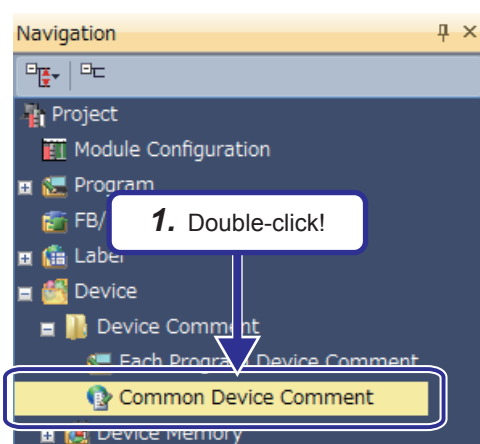 Navigation
Project
Module Configuration
Program
FB/
1. Double-click!
Label
Device
Device Comment
Each Program Device Comment
Common Device Comment
Device Memory